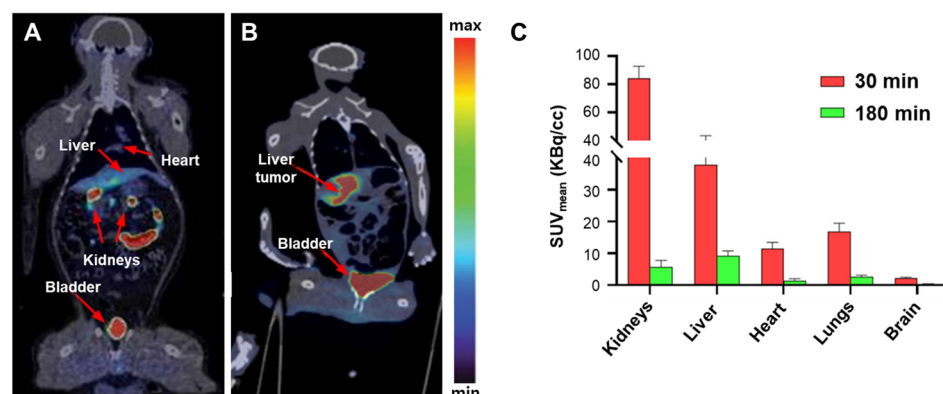 A
Liver
Heart
Kidneys
Bladder
B
Liver
tumor
Bladder
max
min
C
SUVmean (KBq/cc)
100
80
60
40
40
30
20
10
0
30 min
180 min
Kidneys
Liver
Heart
Lungs
Brain